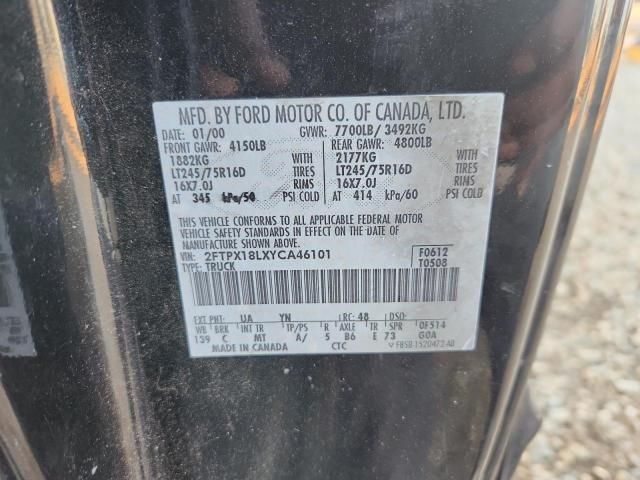 MFD. BY FORD MOTOR CO. OF CANADA, LTD.
DATE: 01/00 GVWR: 7700LB/ 3492KG
FRONT GAWR: 4150LB REAR GAWR: 4800LB
1882KG WITH 2177KG WITH
LT245/75R16D TIRES LT245/75R16D TIRES
16X7.0J RIMS 16X7.0J RIMS
AT 345 kPa/50 PSI COLD AT 414 kPa/60 PSI COLD
THIS VEHICLE CONFORMS TO ALL APPLICABLE FEDERAL MOTOR
VEHICLE SAFETY STANDARDS IN EFFECT ON THE DATE OF
MANUFACTURE SHOWN ABOVE.
VIN: 2FTPX18LXYCA46101 F0612
TYPE: TRUCK T0508
EXT PNT: UA YN RC: 48 DSO:
WB BRK INT TR TP/PS R AXLE TR SPR 0F514
139 C MT A/ 5 B6 E 73 G0A
MADE IN CANADA CTC F85B-1520472-AB